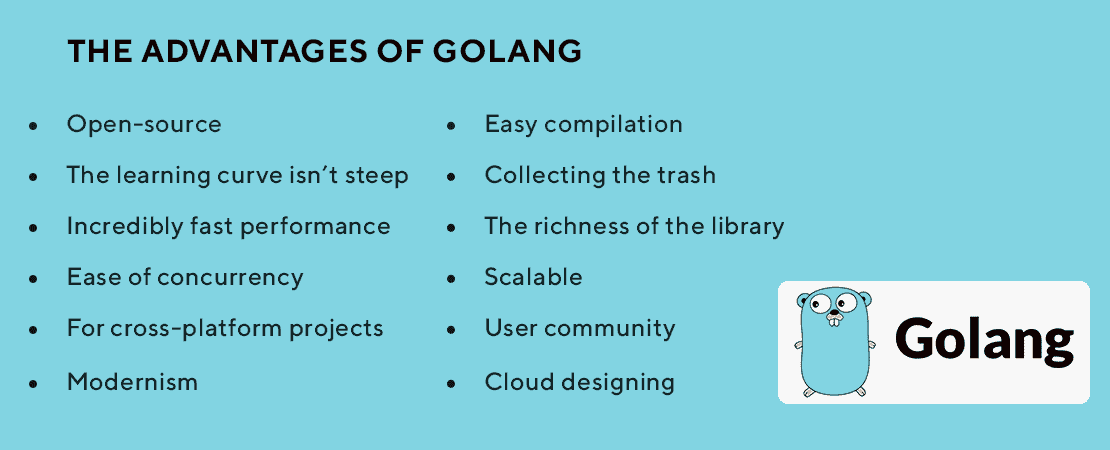 THE ADVANTAGES OF GOLANG
• Open-source
• The learning curve isn’t steep
• Incredibly fast performance
• Ease of concurrency
• For cross-platform projects
• Modernism
• Easy compilation
• Collecting the trash
• The richness of the library
• Scalable
• User community
• Cloud designing
Golang